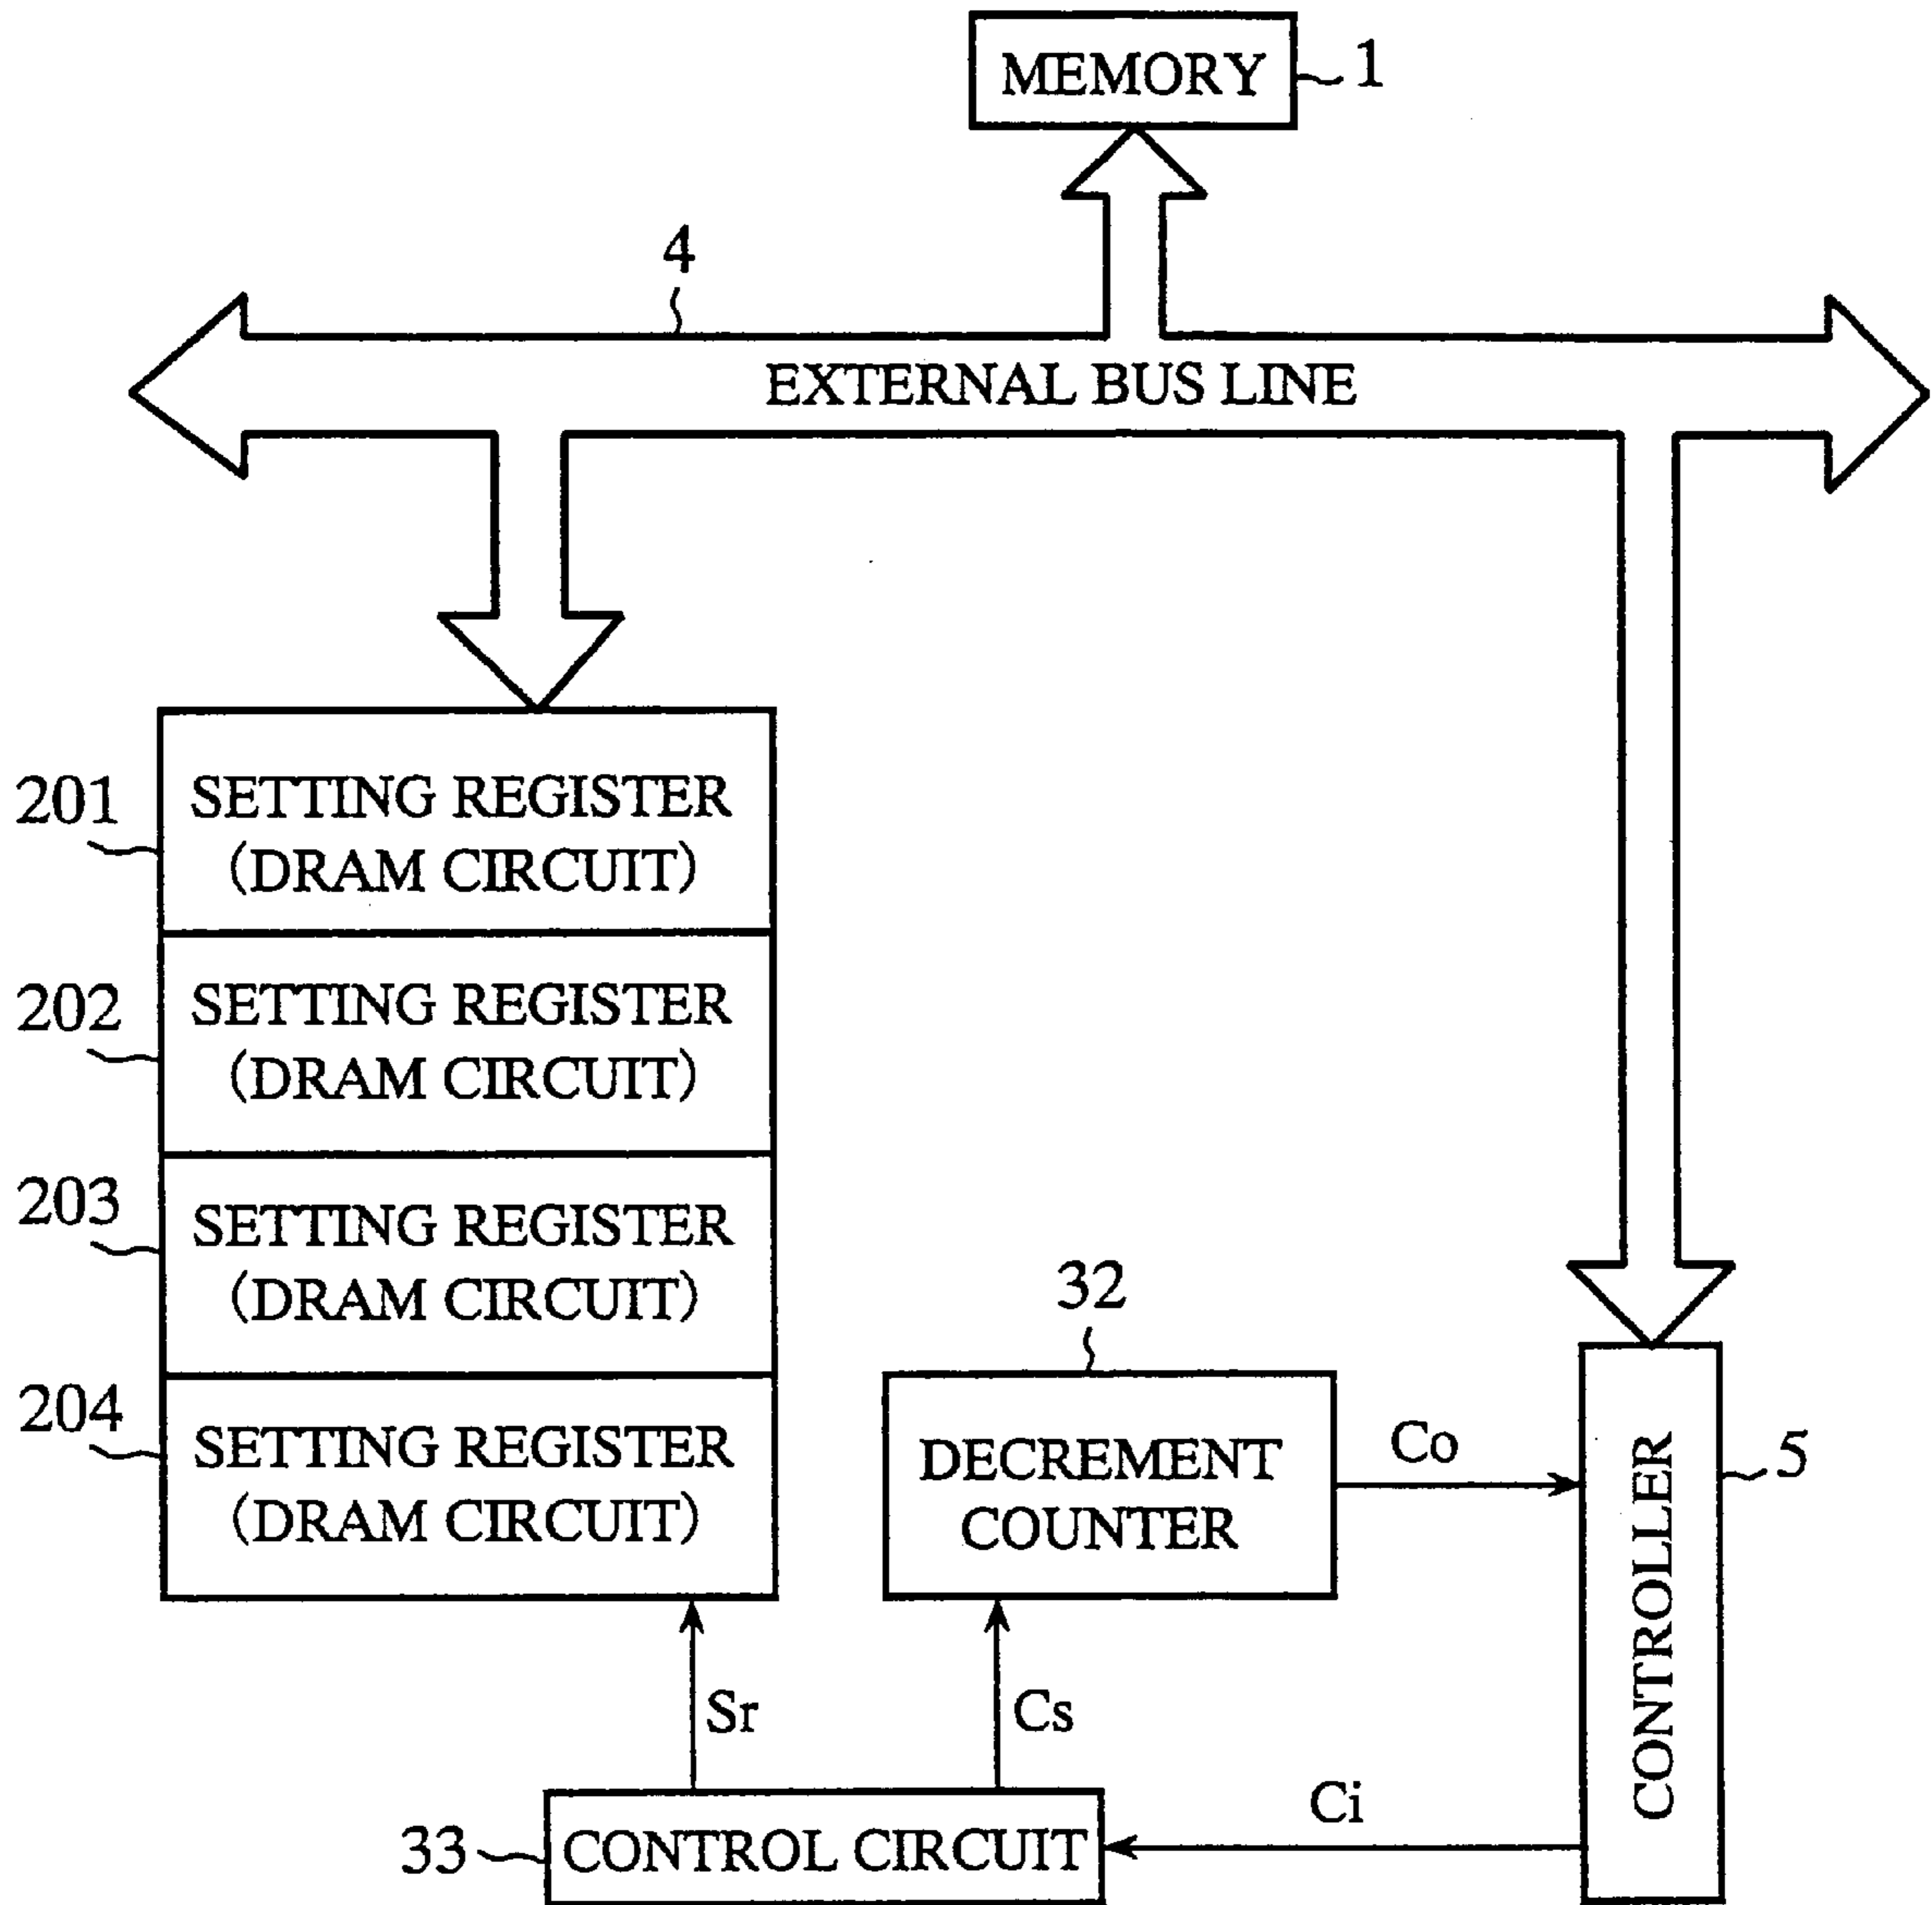 MEMORY
1
4
EXTERNAL BUS LINE
201
SETTING REGISTER
(DRAM CIRCUIT)
202
SETTING REGISTER
(DRAM CIRCUIT)
203
SETTING REGISTER
(DRAM CIRCUIT)
204
SETTING REGISTER
(DRAM CIRCUIT)
32
DECREMENT
COUNTER
Co
CONTROLLER
5
Sr
Cs
Ci
33
CONTROL CIRCUIT